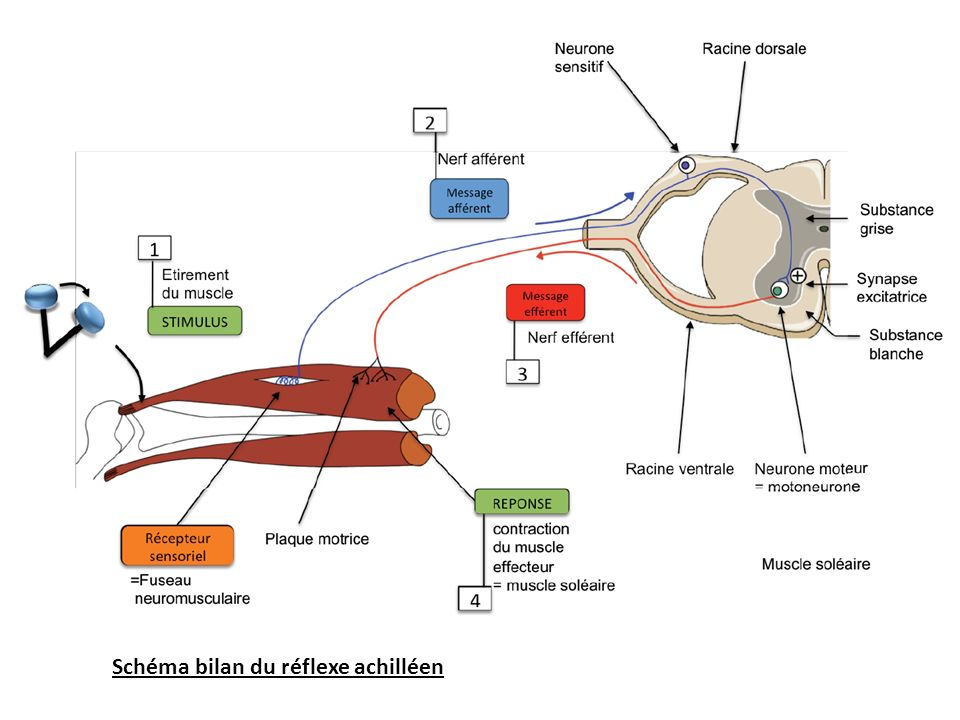 Neurone
sensitif
Racine dorsale
2
Nerf afférent
Message
afférent
1
Etirement
du muscle
STIMULUS
Substance
grise
Synapse
excitatrice
Substance
blanche
Message
efférent
Nerf efférent
3
Racine ventrale
Neurone moteur
= motoneurone
REPONSE
contraction
du muscle
effecteur
= muscle soléaire
4
Récepteur
sensoriel
=Fuseau
neuromusculaire
Plaque motrice
Muscle soléaire
+
Schéma bilan du réflexe achilléen